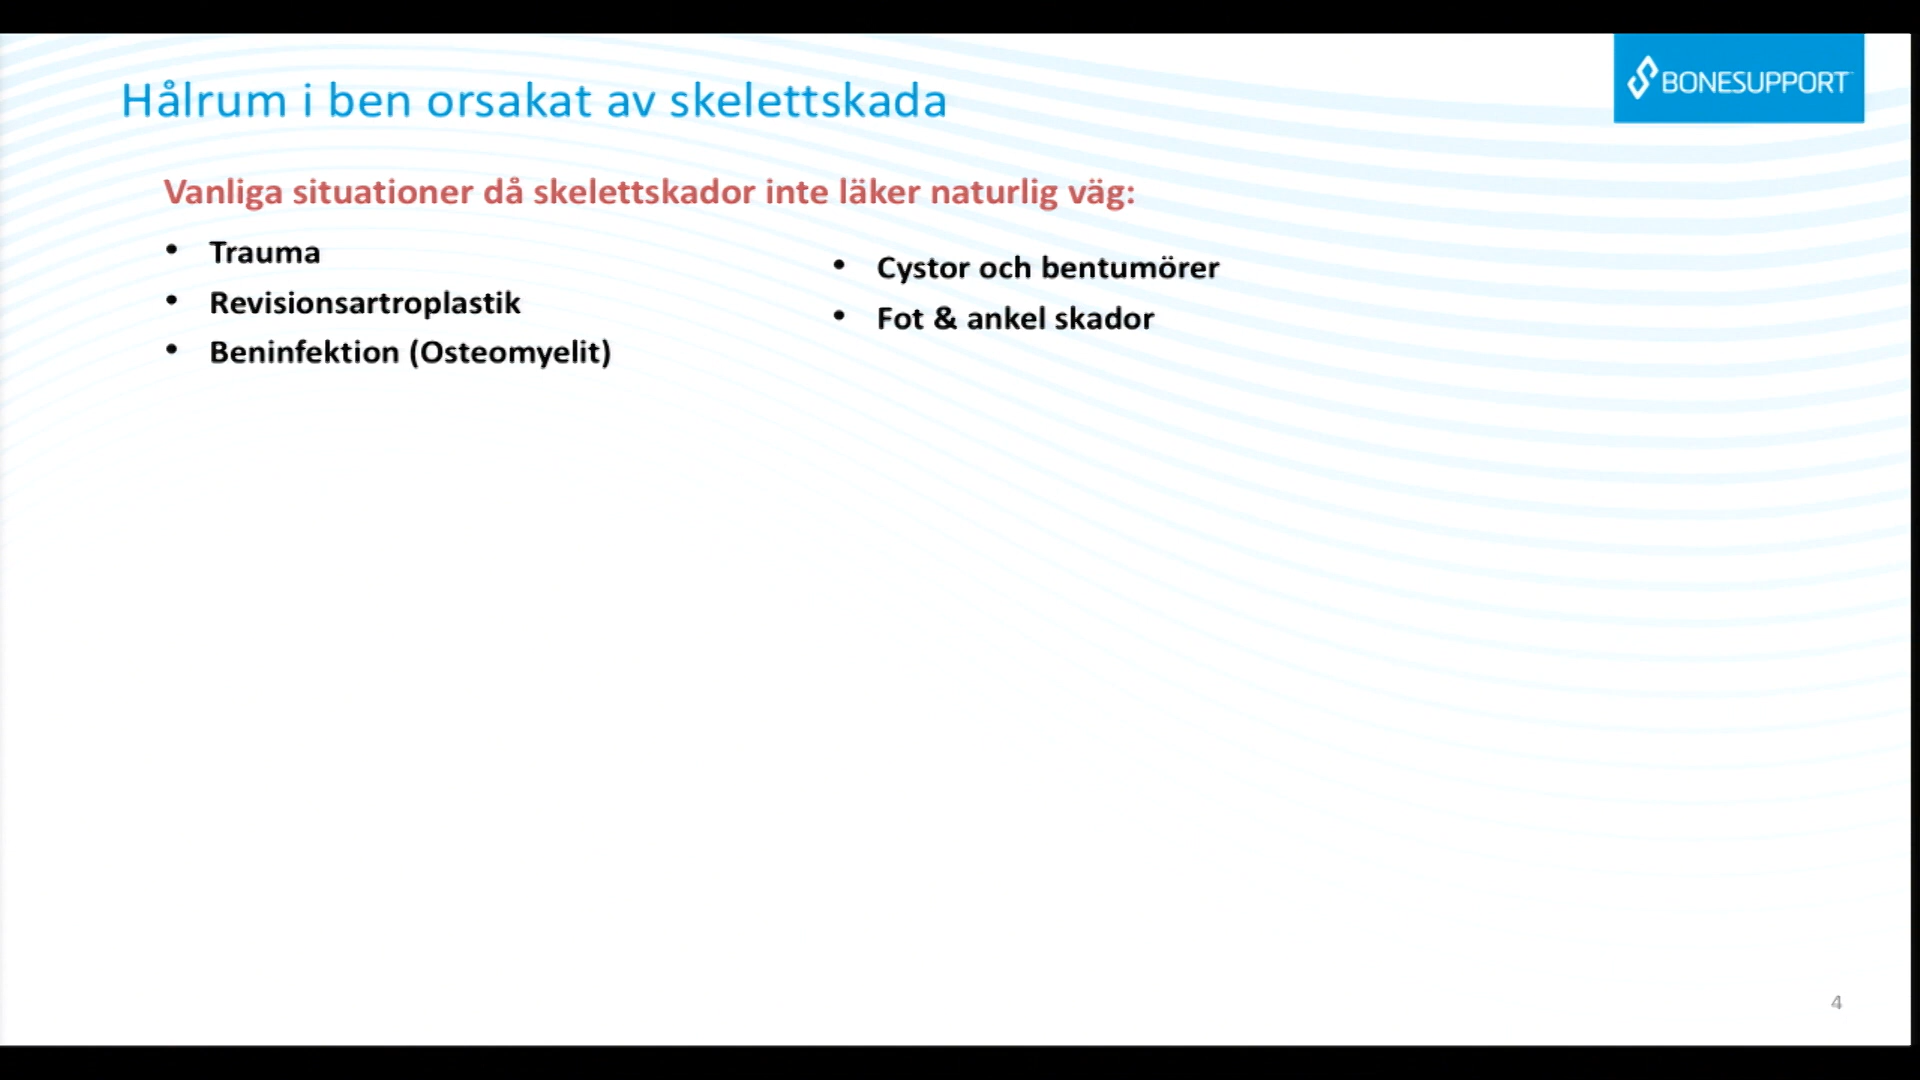 Hålrum i ben orsakat av skelettskada
BONESUPPORT
Vanliga situationer då skelettskador inte läker naturlig väg:
• Trauma
• Revisionsartroplastik
• Beninfektion (Osteomyelit)
• Cystor och bentumörer
• Fot & ankel skador
4